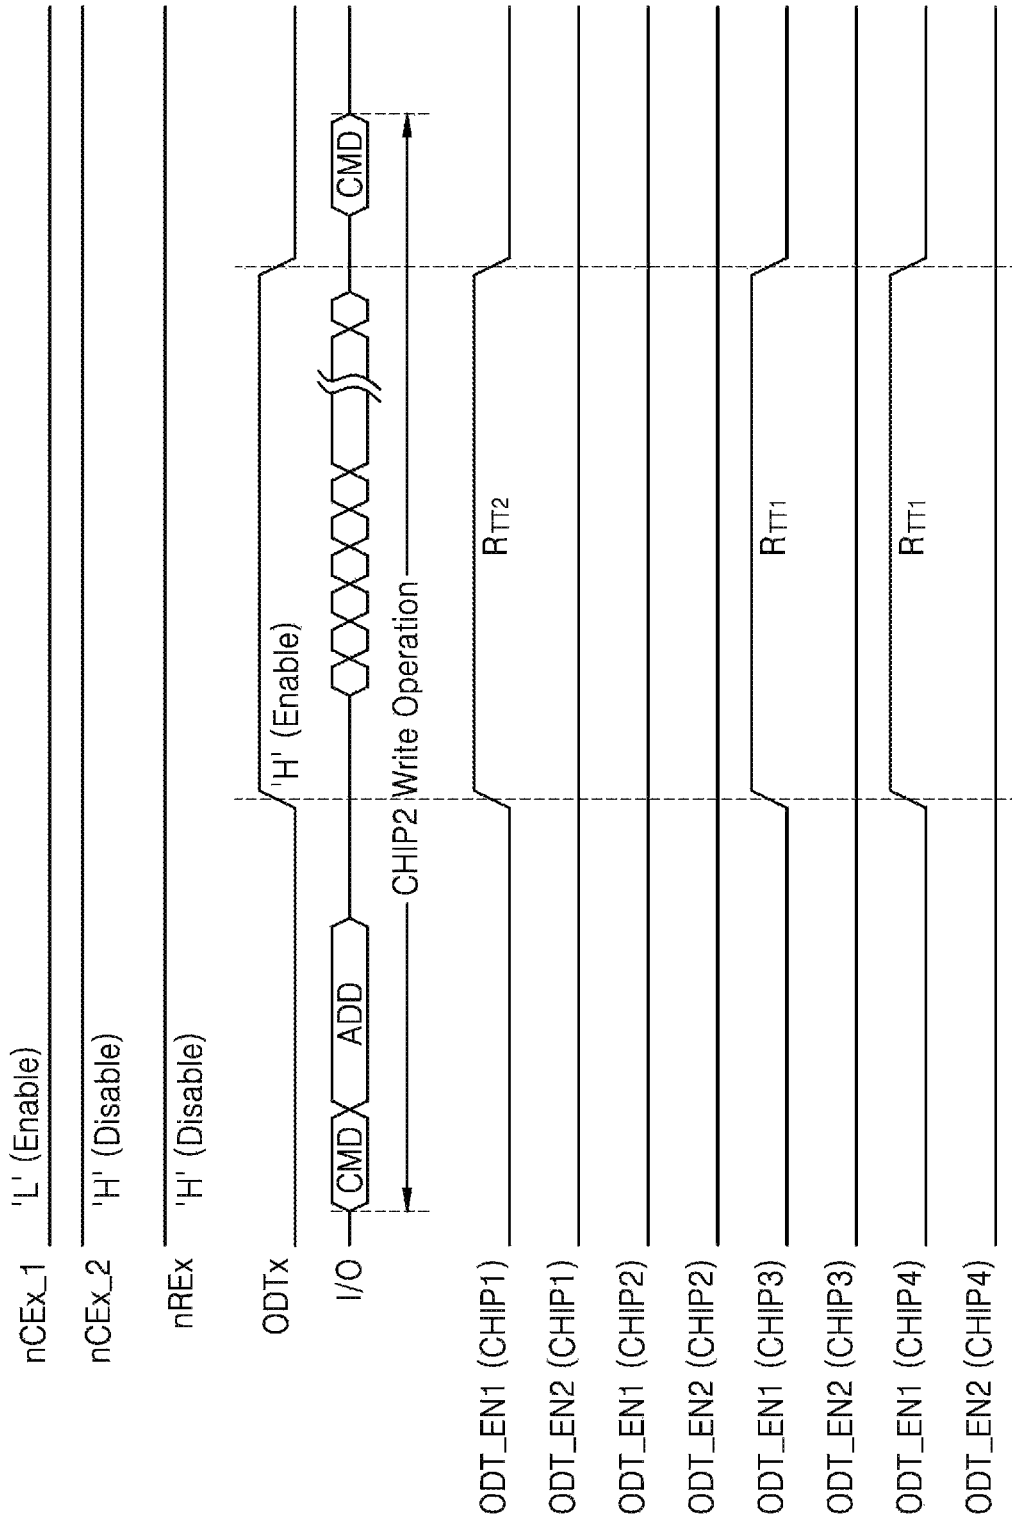 nCEx_1 'L' (Enable)
nCEx_2 'H' (Disable)
nREx 'H' (Disable)
ODTx 'H' (Enable)
I/O CMD ADD CMD
CHIP2 Write Operation
ODT_EN1 (CHIP1) RTT2
ODT_EN2 (CHIP1)
ODT_EN1 (CHIP2)
ODT_EN2 (CHIP2)
ODT_EN1 (CHIP3) RTT1
ODT_EN2 (CHIP3)
ODT_EN1 (CHIP4) RTT1
ODT_EN2 (CHIP4)